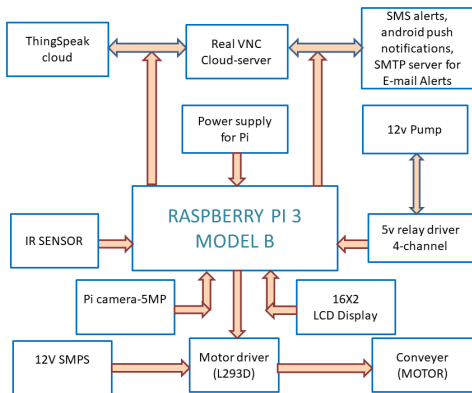 ThingSpeak
cloud
Real VNC
Cloud-server
SMS alerts,
android push
notifications,
SMTP server for
E-mail Alerts
Power supply
for Pi
12v Pump
RASPBERRY PI 3
MODEL B
IR SENSOR
5v relay driver
4-channel
Pi camera-5MP
16X2
LCD Display
12V SMPS
Motor driver
(L293D)
Conveyer
(MOTOR)